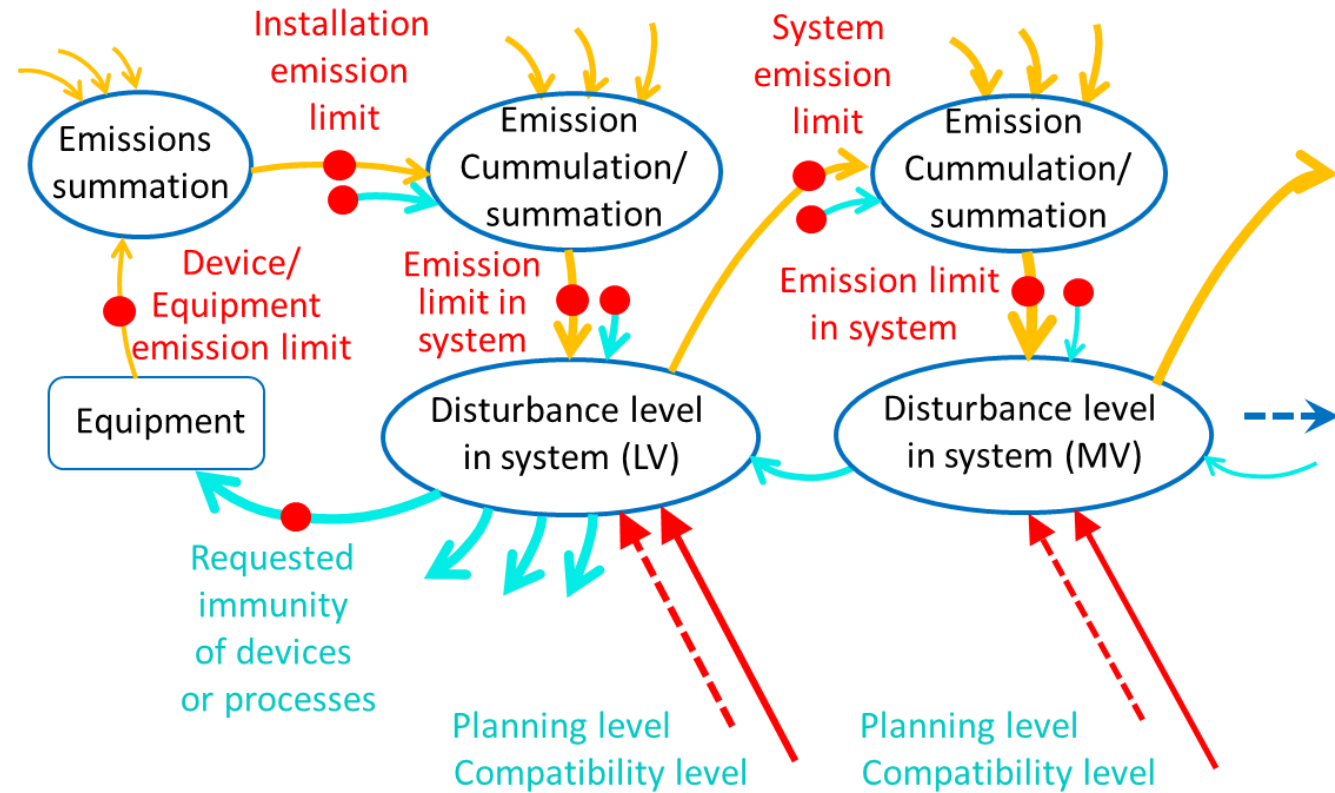 Installation
emission
limit
System
emission
limit
Emissions
summation
Emission
Cummulation/
summation
Emission
Cummulation/
summation
Device/
Equipment
emission limit
Emission
limit in
system
Emission limit
in system
Equipment
Disturbance level
in system (LV)
Disturbance level
in system (MV)
Requested
immunity
of devices
or processes
Planning level
Compatibility level
Planning level
Compatibility level